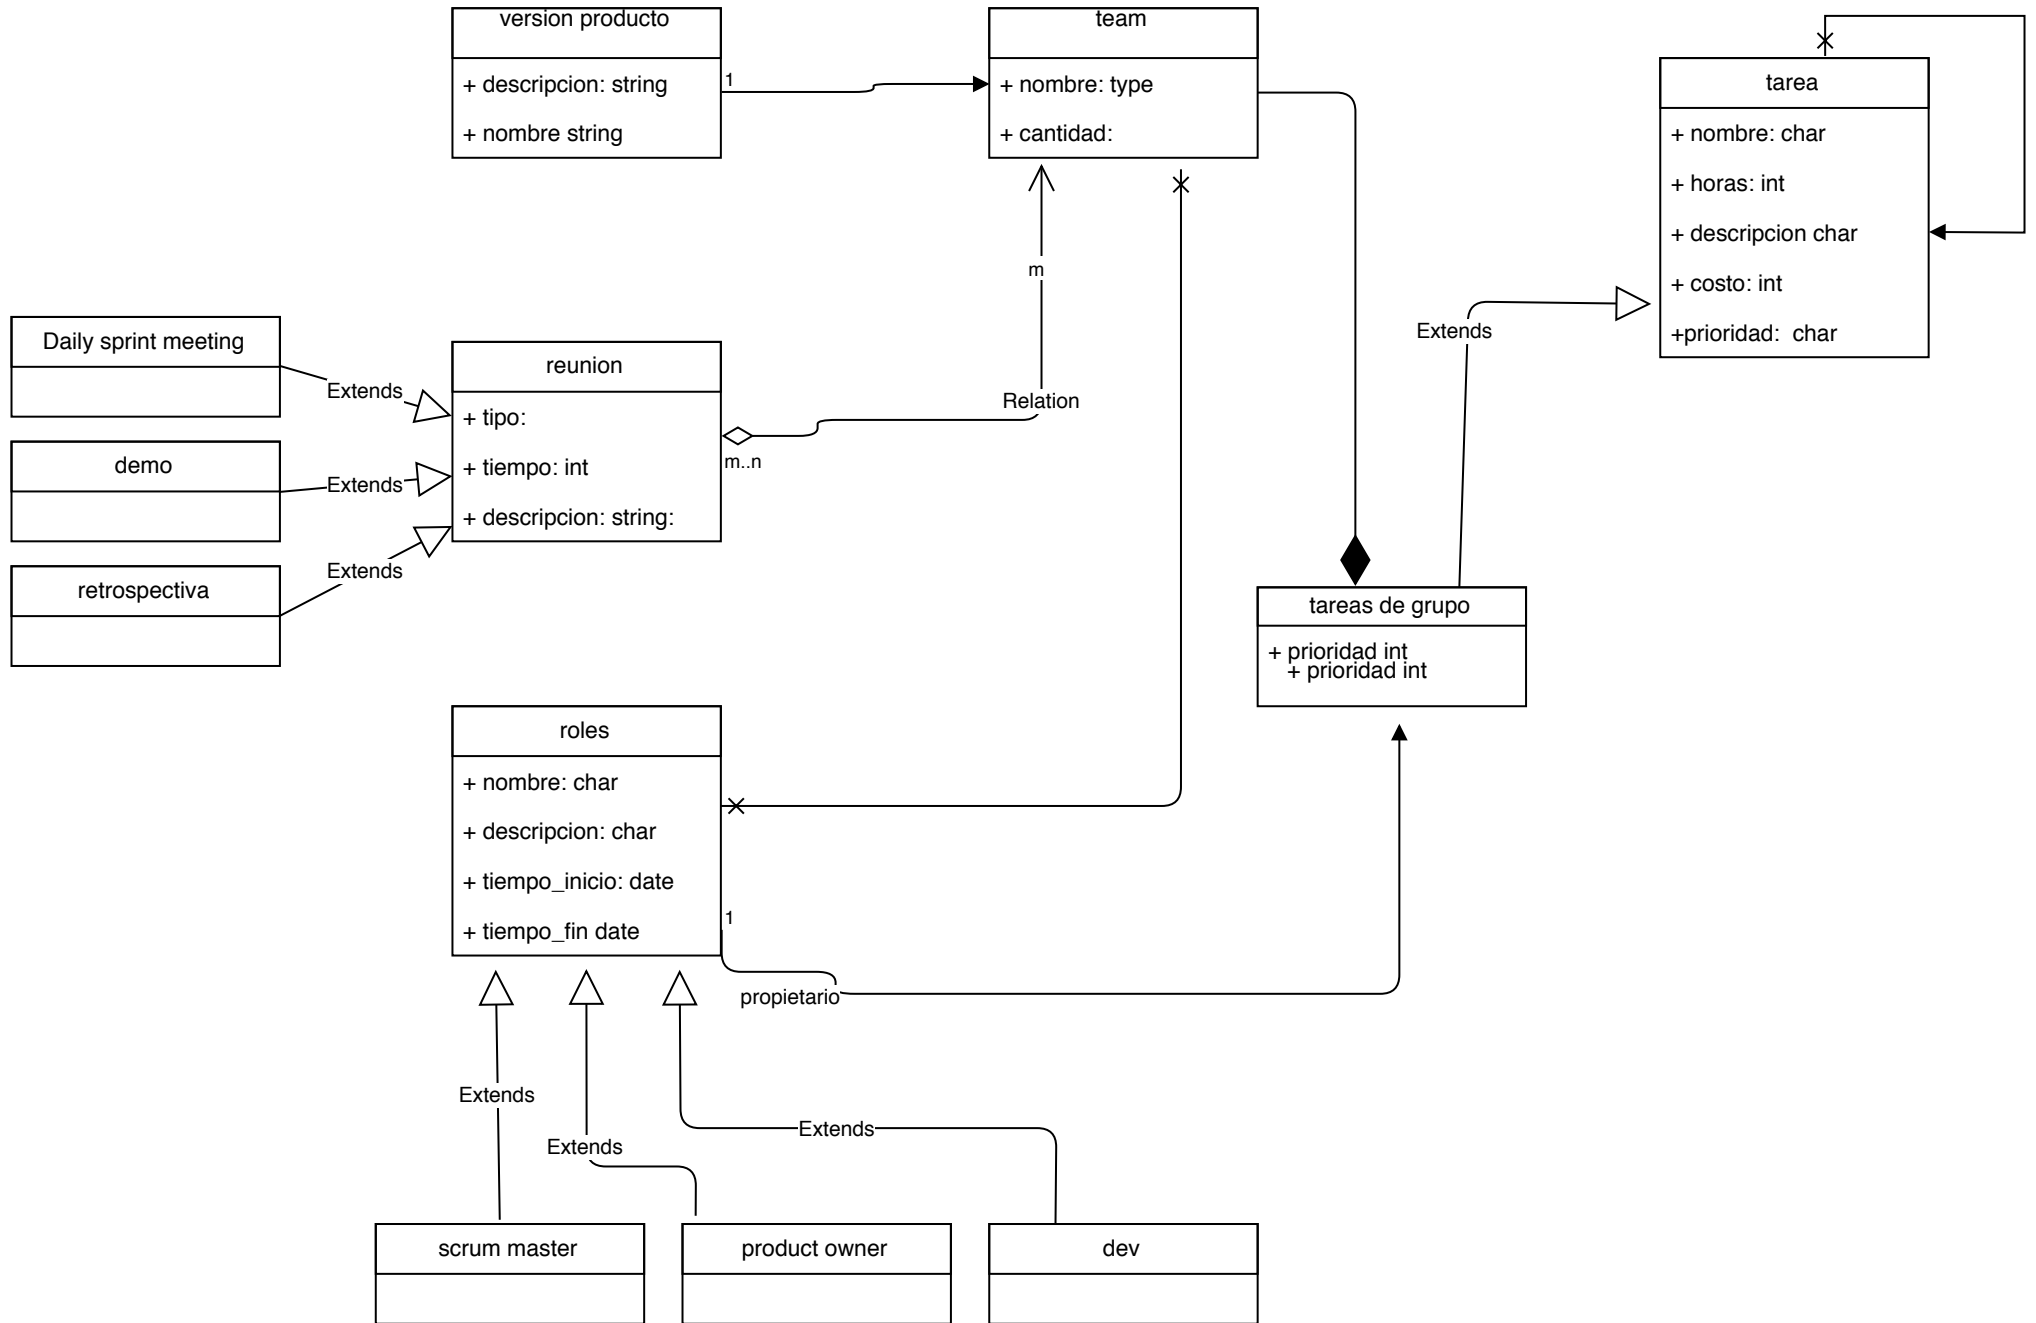 version producto
+ descripcion: string
+ nombre string
1
team
+ nombre: type
+ cantidad:
tarea
+ nombre: char
+ horas: int
+ descripcion char
+ costo: int
+prioridad:  char
m
Relation
m..n
Extends
Daily sprint meeting
Extends
demo
Extends
retrospectiva
Extends
reunion
+ tipo:
+ tiempo: int
+ descripcion: string:
tareas de grupo
+ prioridad int
+ prioridad int
roles
+ nombre: char
+ descripcion: char
+ tiempo_inicio: date
+ tiempo_fin date
1
propietario
Extends
Extends
Extends
scrum master
product owner
dev